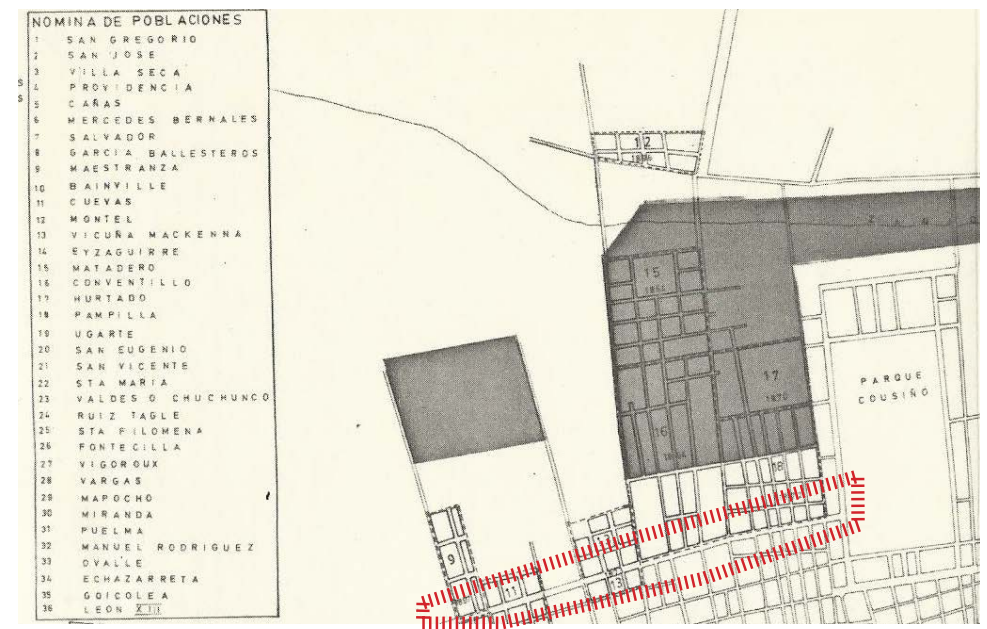 NOMINA DE POBLACIONES
1 SAN GREGORIO
2 SAN JOSE
3 VILLA SECA
4 PROVIDENCIA
5 CAÑAS
6 MERCEDES BERNALES
7 SALVADOR
8 GARCIA BALLESTEROS
9 MAESTRANZA
10 BAINVILLE
11 CUEVAS
12 MONTEL
13 VICUÑA MACKENNA
14 EYZAGUIRRE
15 MATADERO
16 CONVENTILLO
17 HURTADO
18 PAMPILLA
19 UGARTE
20 SAN EUGENIO
21 SAN VICENTE
22 STA MARIA
23 VALDES O CHUCHUNCO
24 RUIZ TAGLE
25 STA FILOMENA
26 FONTECILLA
27 VIGOROUX
28 VARGAS
29 MAPOCHO
30 MIRANDA
31 PUELMA
32 MANUEL RODRIGUEZ
33 OVALLE
34 ECHAZARRETA
35 GOICOLEA
36 LEON XIII
S
S
12
Z A N
15
17
1870
PARQUE
COUSIÑO
16
18
9
11
13